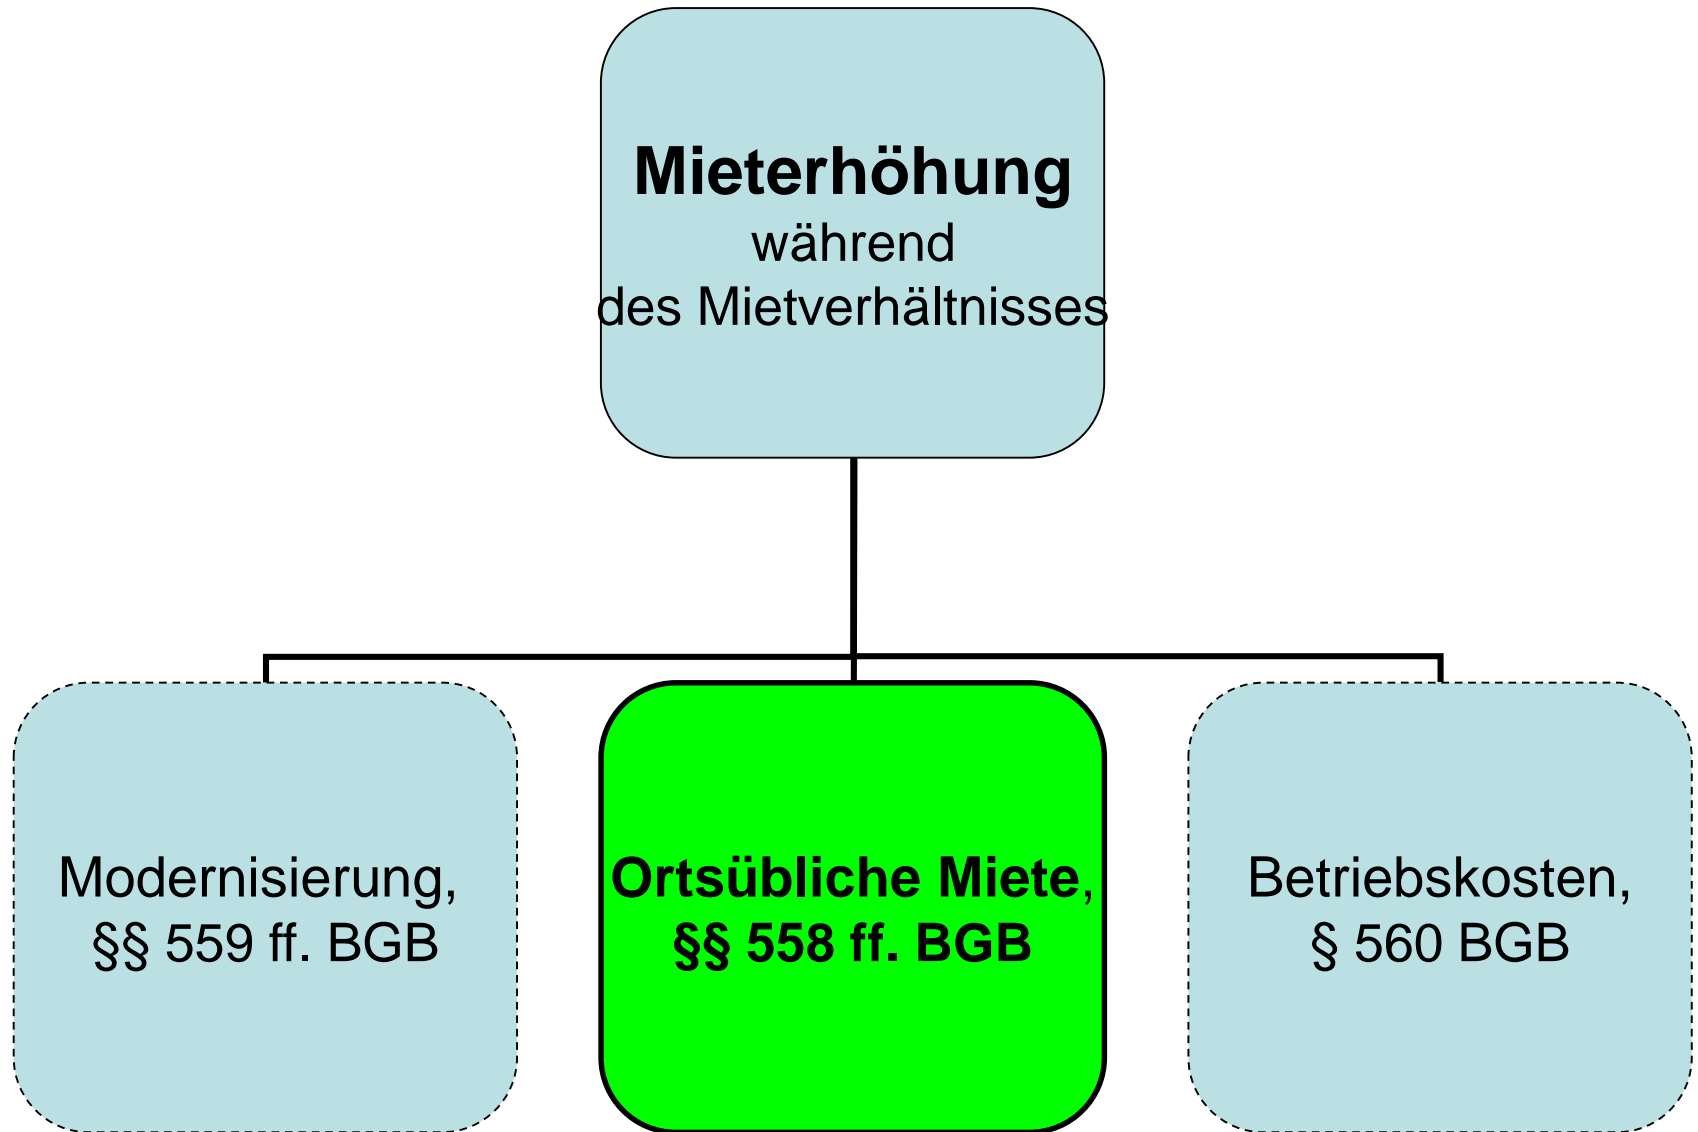 Mieterhöhung
während
des Mietverhältnisses
Modernisierung,
§§ 559 ff. BGB
Ortsübliche Miete,
§§ 558 ff. BGB
Betriebskosten,
§ 560 BGB